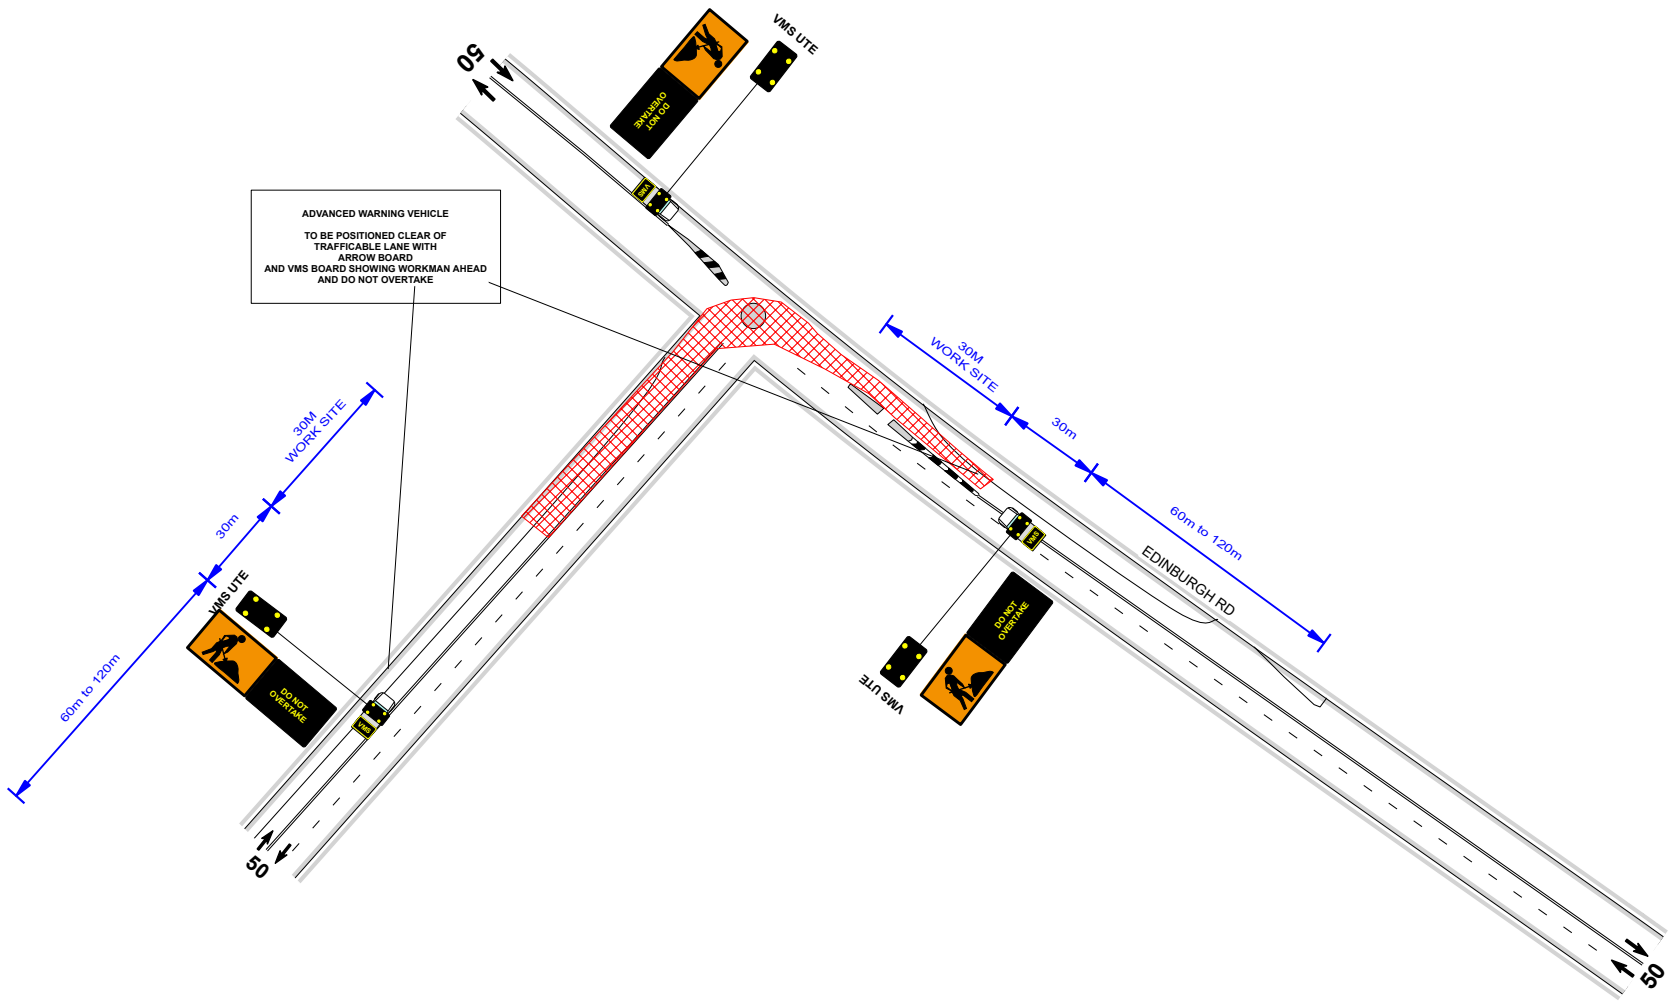 50
DO NOT
OVERTAKE
VMS UTE
VMS
ADVANCED WARNING VEHICLE
TO BE POSITIONED CLEAR OF
TRAFFICABLE LANE WITH
ARROW BOARD
AND VMS BOARD SHOWING WORKMAN AHEAD
AND DO NOT OVERTAKE
30M
WORK SITE
30m
60m to 120m
EDINBURGH RD
30M
WORK SITE
30m
60m to 120m
VMS UTE
DO NOT
OVERTAKE
VMS
50
VMS
DO NOT
OVERTAKE
VMS UTE
50